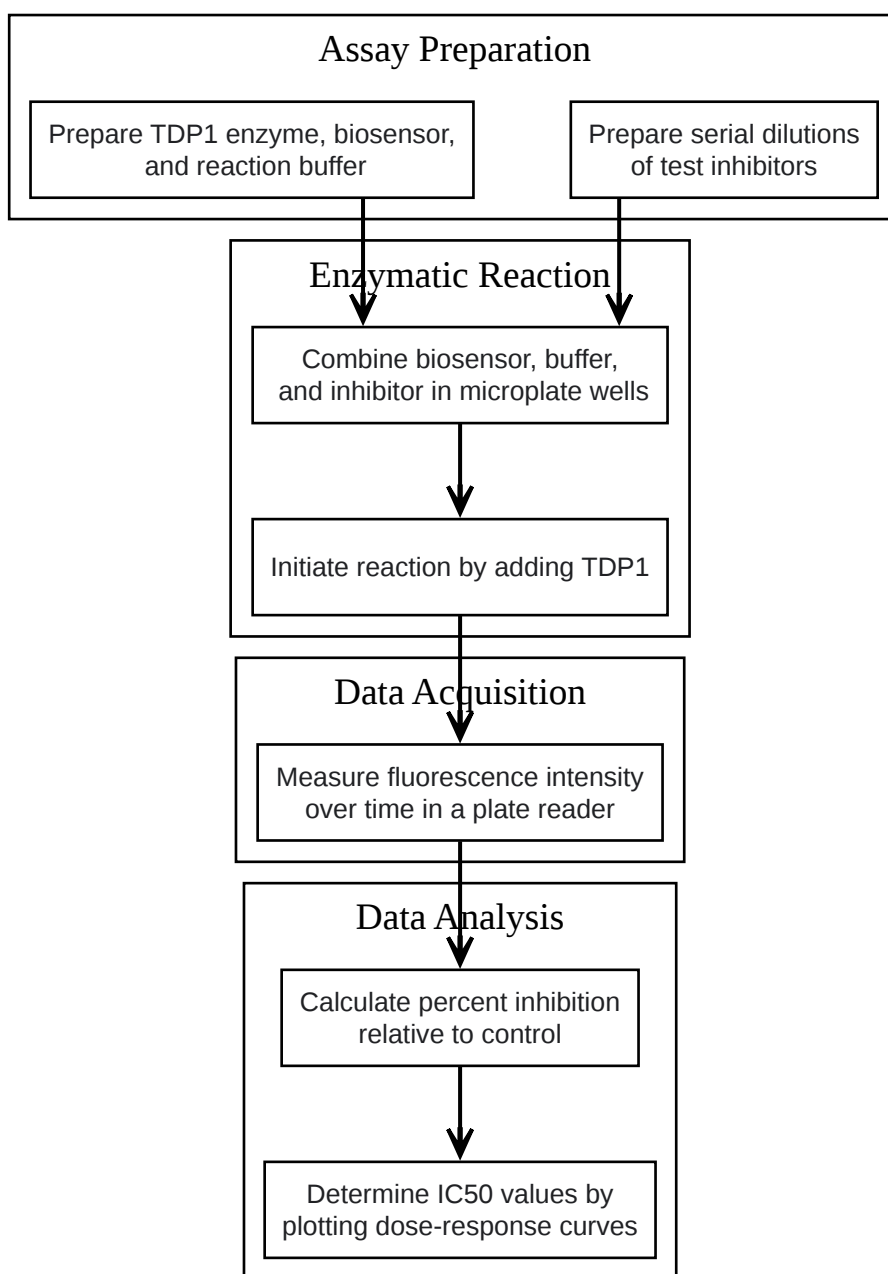 Assay Preparation
Prepare TDP1 enzyme, biosensor,
and reaction buffer
Prepare serial dilutions
of test inhibitors
Enzymatic Reaction
Combine biosensor, buffer,
and inhibitor in microplate wells
Initiate reaction by adding TDP1
Data Acquisition
Measure fluorescence intensity
over time in a plate reader
Data Analysis
Calculate percent inhibition
relative to control
Determine IC50 values by
plotting dose-response curves